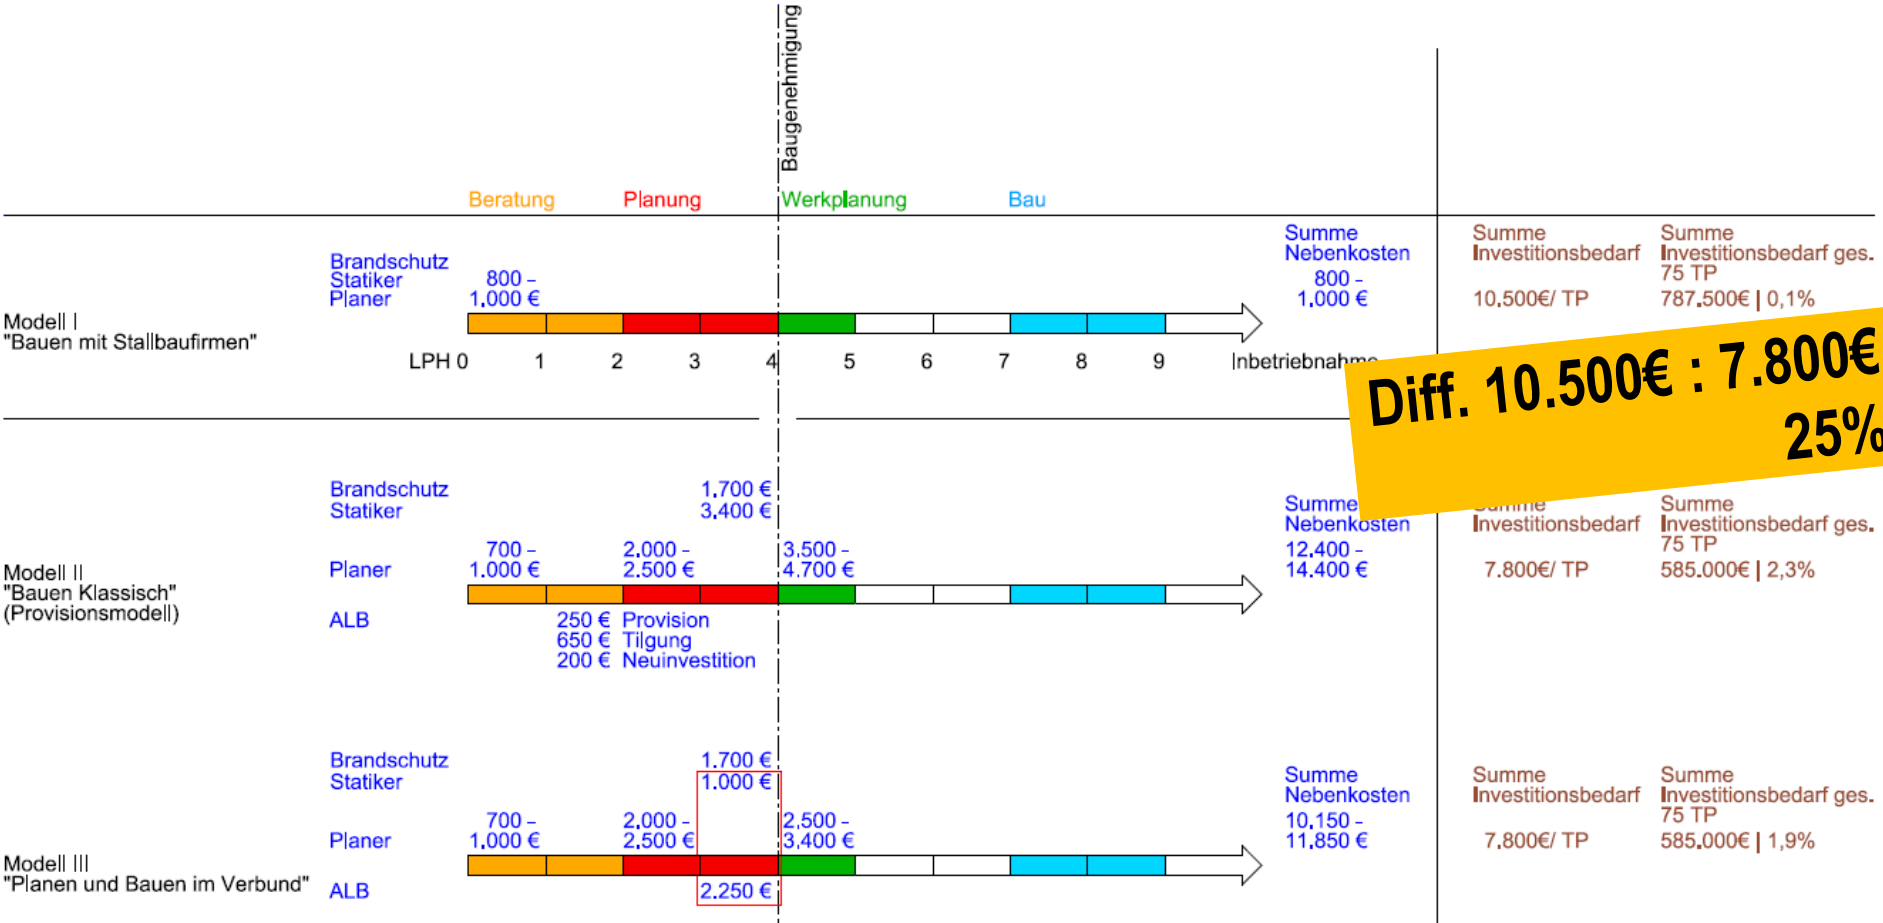 Baugenehmigung
Beratung Planung Werkplanung Bau
Modell I
"Bauen mit Stallbaufirmen"
Brandschutz
Statiker
Planer
800 -
1.000 €
Summe
Nebenkosten
800 -
1.000 €
Summe
Investitionsbedarf
10.500€/ TP
Summe
Investitionsbedarf ges.
75 TP
787.500€ | 0,1%
LPH 0 1 2 3 4 5 6 7 8 9 Inbetriebnahme
Diff. 10.500€ : 7.800€
25%
Modell II
"Bauen Klassisch"
(Provisionsmodell)
Brandschutz 1.700 €
Statiker 3.400 €
Planer
700 -
1.000 €
2.000 -
2.500 €
3.500 -
4.700 €
ALB
250 € Provision
650 € Tilgung
200 € Neuinvestition
Summe
Nebenkosten
12.400 -
14.400 €
Summe
Investitionsbedarf
7.800€/ TP
Summe
Investitionsbedarf ges.
75 TP
585.000€ | 2,3%
Modell III
"Planen und Bauen im Verbund"
Brandschutz 1.700 €
Statiker 1.000 €
Planer
700 -
1.000 €
2.000 -
2.500 €
2.500 -
3.400 €
ALB 2.250 €
Summe
Nebenkosten
10.150 -
11.850 €
Summe
Investitionsbedarf
7.800€/ TP
Summe
Investitionsbedarf ges.
75 TP
585.000€ | 1,9%